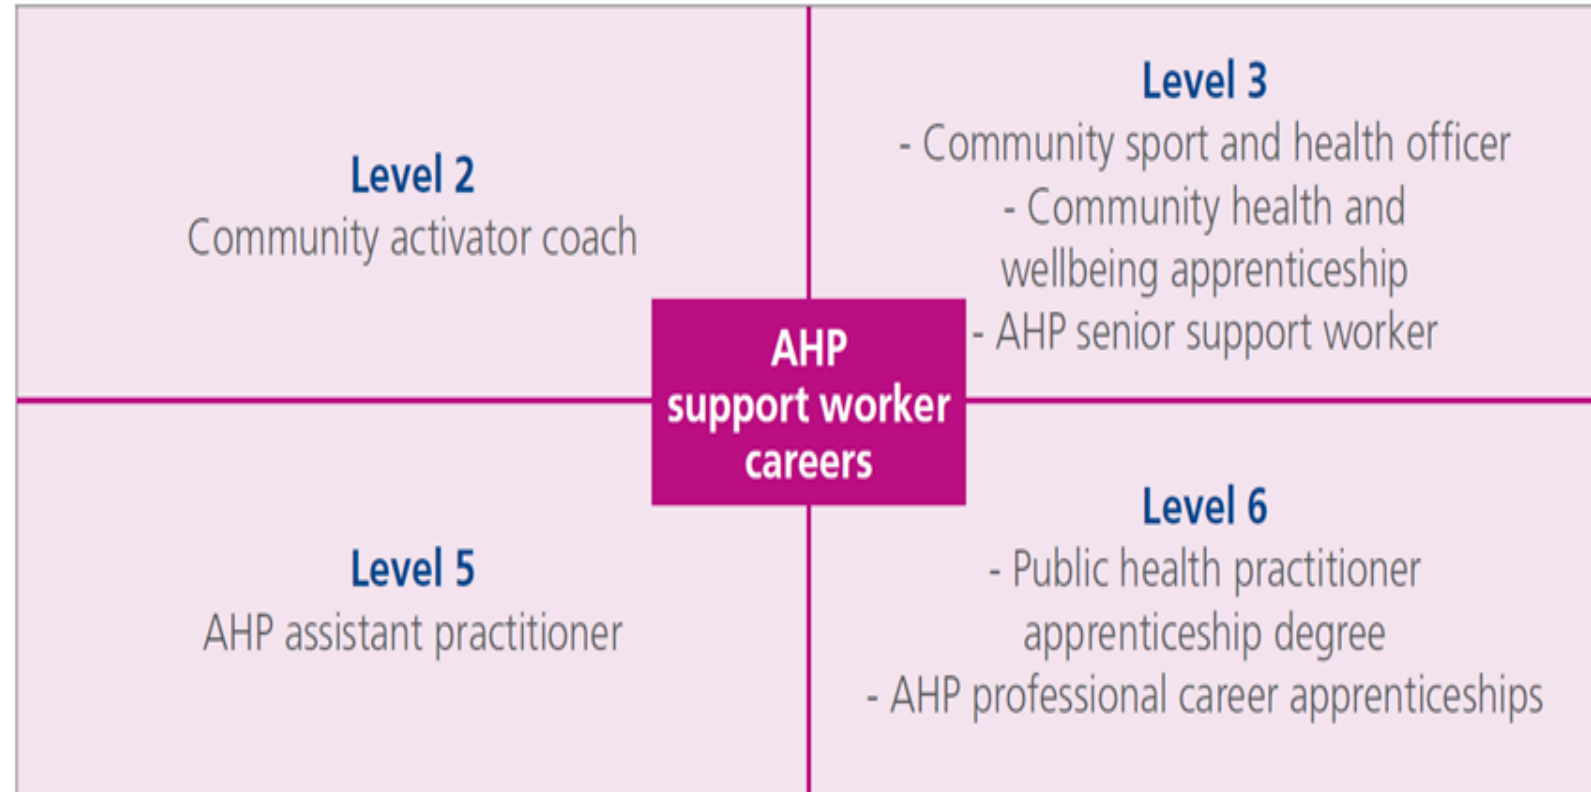 Level 2
Community activator coach
Level 3
- Community sport and health officer
- Community health and
wellbeing apprenticeship
- AHP senior support worker
AHP
support worker
careers
Level 5
AHP assistant practitioner
Level 6
- Public health practitioner
apprenticeship degree
- AHP professional career apprenticeships